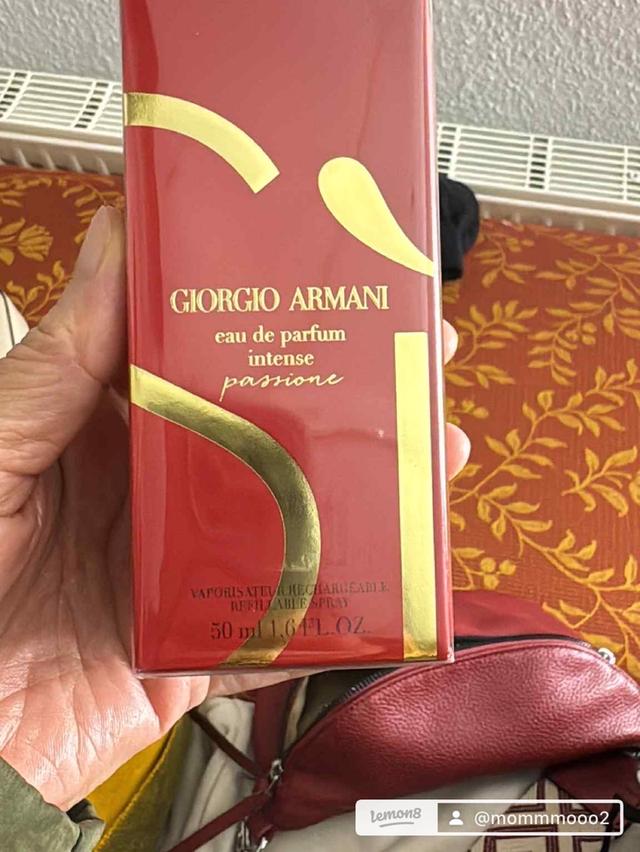 Sì
GIORGIO ARMANI
eau de parfum
intense
passione
VAPORISATEUR RECHARGEABLE
REFILLABLE SPRAY
50 ml 1,6 FL.OZ.
lemon8 @mommmooo2